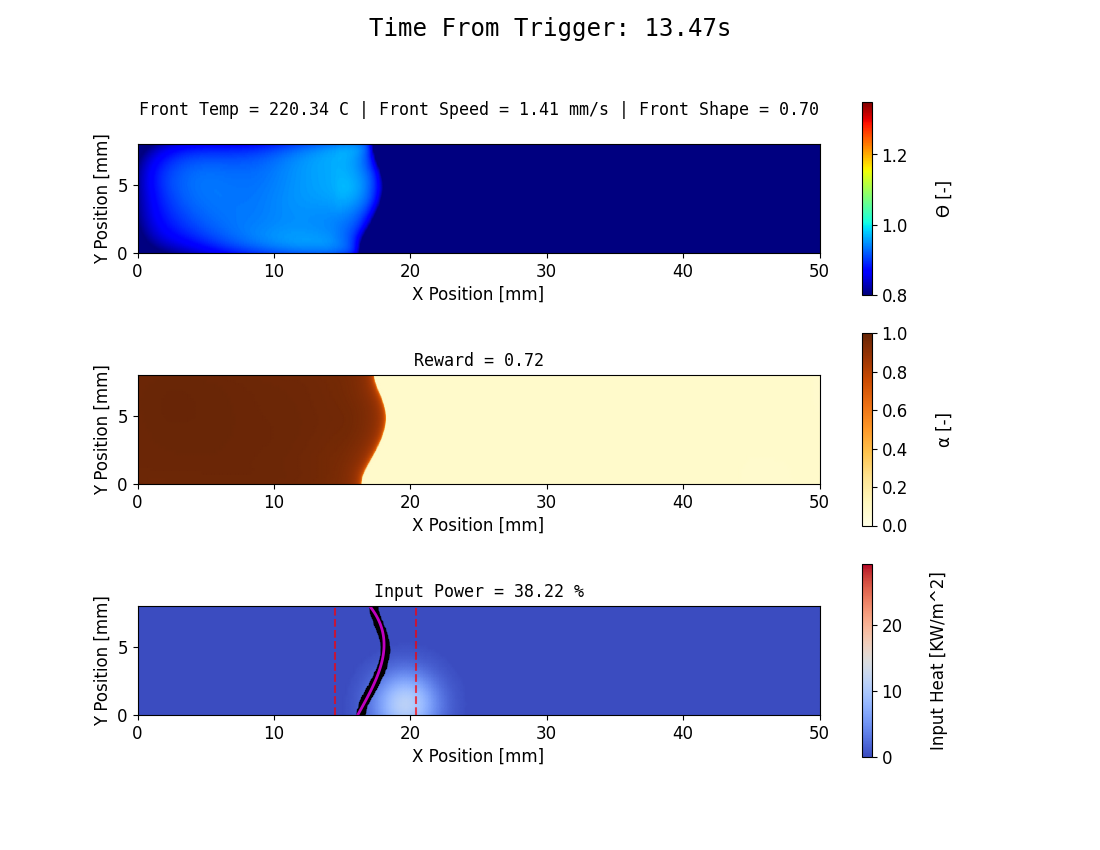 Time From Trigger: 13.47s
Front Temp = 220.34 C | Front Speed = 1.41 mm/s | Front Shape = 0.70
Y Position [mm]
5
0
0 10 20 30 40 50
X Position [mm]
1.2
1.0
0.8
Θ [-]
Reward = 0.72
Y Position [mm]
5
0
0 10 20 30 40 50
X Position [mm]
1.0
0.8
0.6
0.4
0.2
0.0
α [-]
Input Power = 38.22 %
Y Position [mm]
5
0
0 10 20 30 40 50
X Position [mm]
20
10
0
Input Heat [KW/m^2]